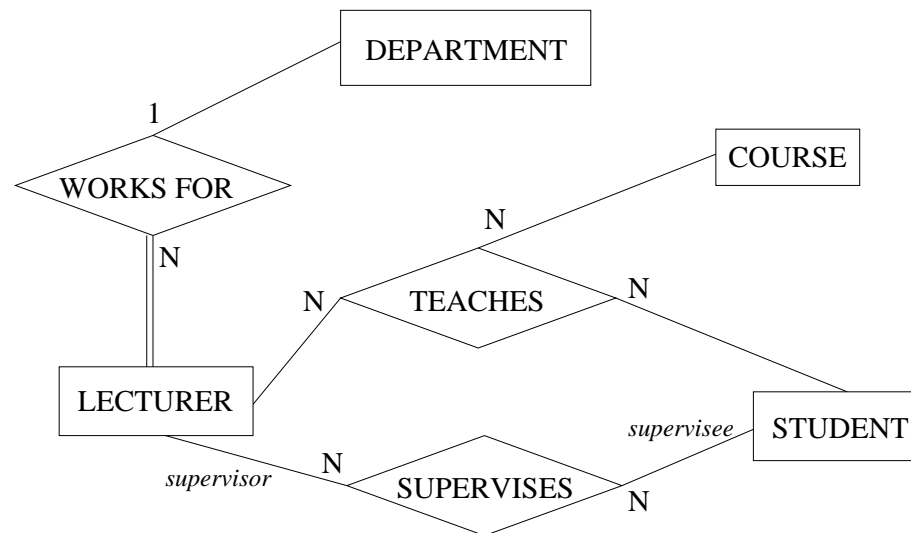 DEPARTMENT
1
COURSE
WORKS FOR
N
N
N
TEACHES
N
LECTURER
STUDENT
supervisee
supervisor
N
SUPERVISES
N